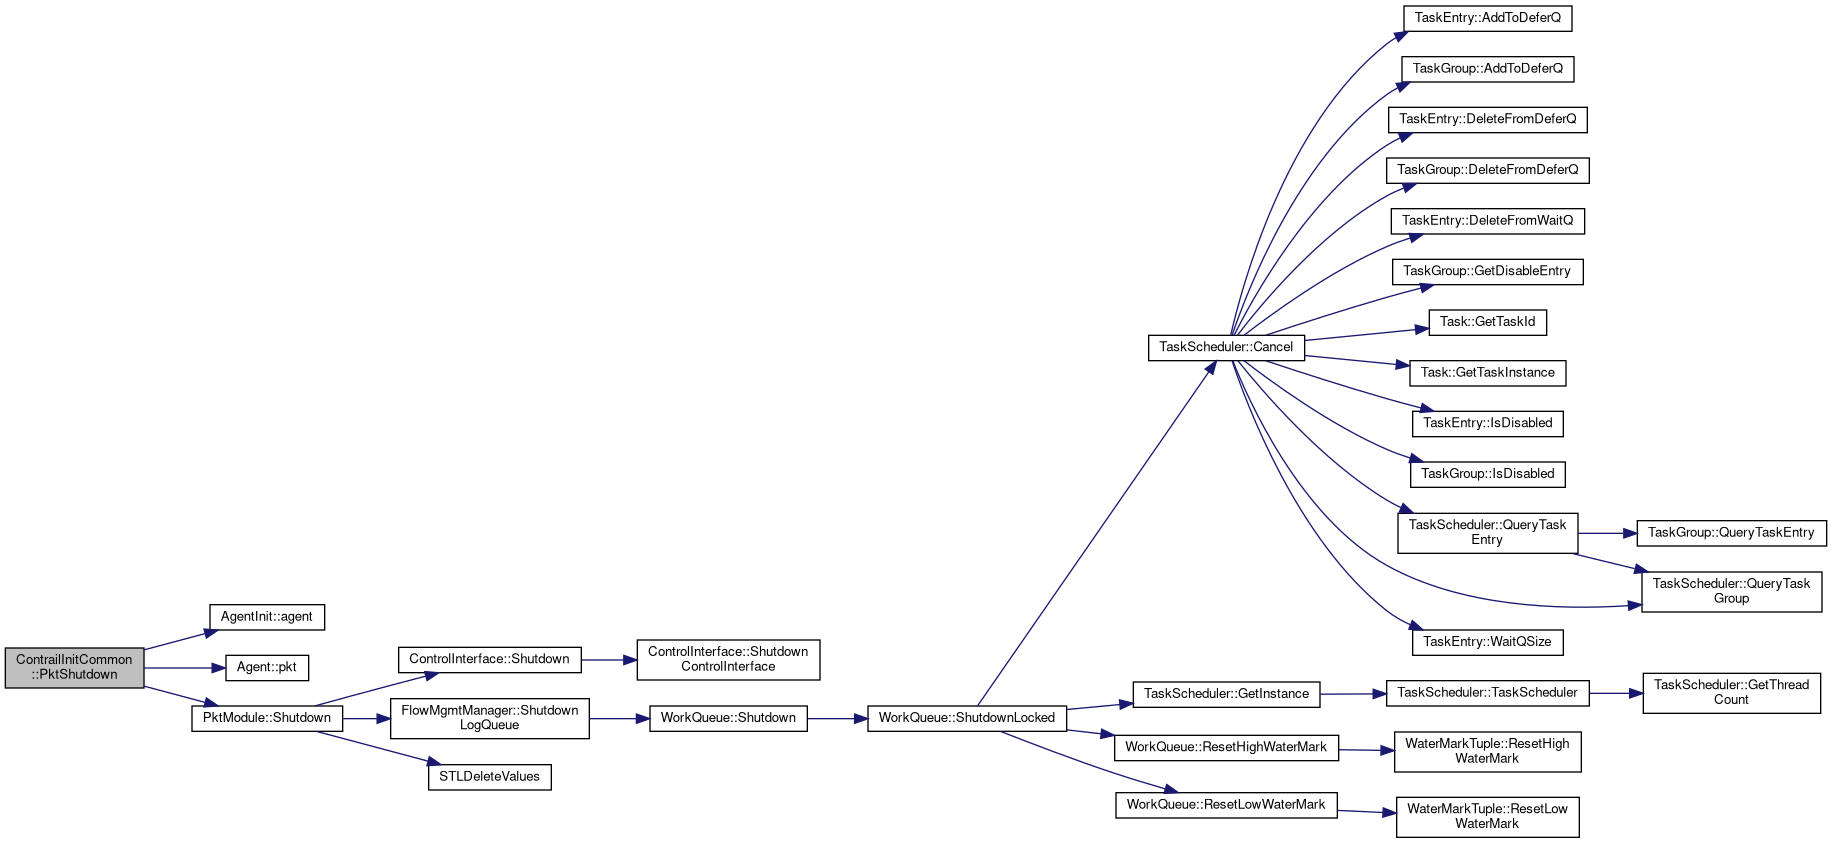 TaskEntry::AddToDeferQ
TaskGroup::AddToDeferQ
TaskEntry::DeleteFromDeferQ
TaskGroup::DeleteFromDeferQ
TaskEntry::DeleteFromWaitQ
TaskGroup::GetDisableEntry
Task::GetTaskId
TaskScheduler::Cancel
Task::GetTaskInstance
TaskEntry::IsDisabled
TaskGroup::IsDisabled
TaskScheduler::QueryTask
Entry
TaskGroup::QueryTaskEntry
TaskScheduler::QueryTask
Group
AgentInit::agent
TaskEntry::WaitQSize
ContrailInitCommon
::PktShutdown
Agent::pkt
ControlInterface::Shutdown
ControlInterface::Shutdown
ControlInterface
PktModule::Shutdown
FlowMgmtManager::Shutdown
LogQueue
WorkQueue::Shutdown
WorkQueue::ShutdownLocked
TaskScheduler::GetInstance
TaskScheduler::TaskScheduler
TaskScheduler::GetThread
Count
WorkQueue::ResetHighWaterMark
WaterMarkTuple::ResetHigh
WaterMark
STLDeleteValues
WorkQueue::ResetLowWaterMark
WaterMarkTuple::ResetLow
WaterMark